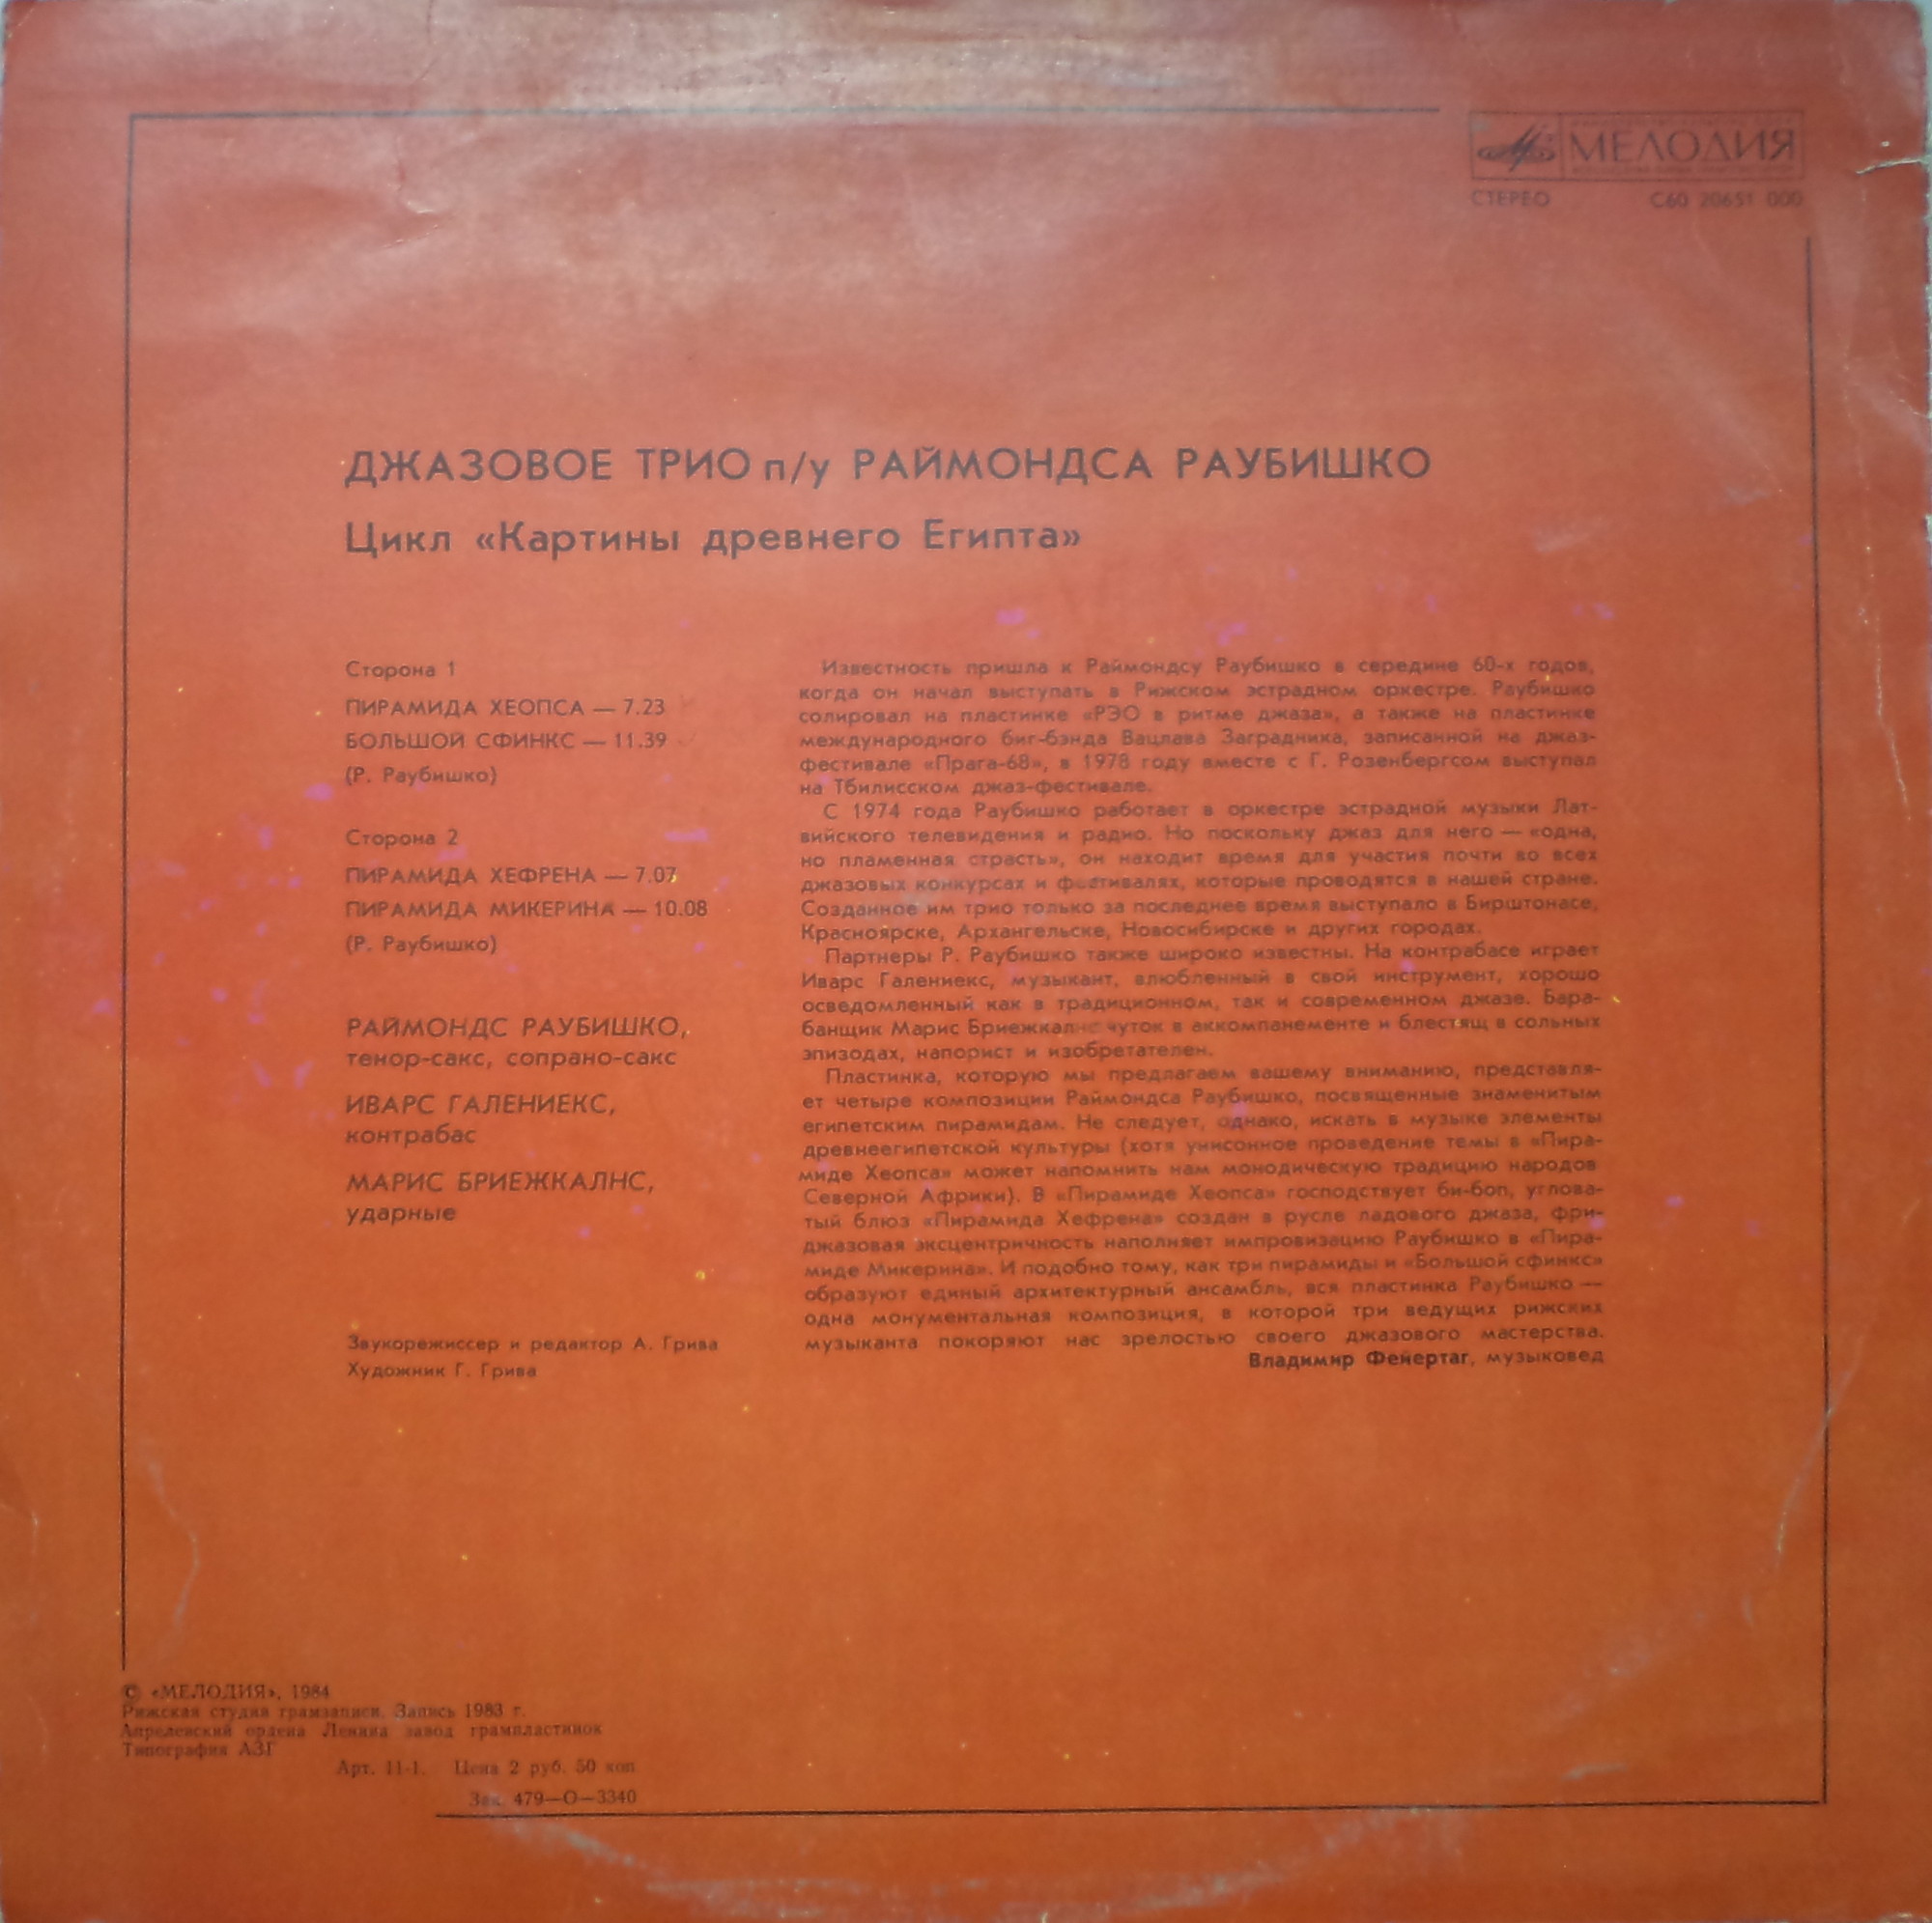 МЕЛОДИЯ
СТЕРЕО С60 20651 000
ДЖАЗОВОЕ ТРИО п/у РАЙМОНДСА РАУБИШКО
Цикл «Картины древнего Египта»
Сторона 1
ПИРАМИДА ХЕОПСА — 7.23
БОЛЬШОЙ СФИНКС — 11.39
(Р. Раубишко)
Сторона 2
ПИРАМИДА ХЕФРЕНА — 7.07
ПИРАМИДА МИКЕРИНА — 10.08
(Р. Раубишко)
РАЙМОНДС РАУБИШКО,
тенор-сакс, сопрано-сакс
ИВАРС ГАЛЕНИЕКС,
контрабас
МАРИС БРИЕЖКАЛНС,
ударные
Звукорежиссер и редактор А. Грива
Художник Г. Грива
Известность пришла к Раймондсу Раубишко в середине 60-х годов,
когда он начал выступать в Рижском эстрадном оркестре. Раубишко
солировал на пластинке «РЭО в ритме джаза», а также на пластинке
международного биг-бэнда Вацлава Заградника, записанной на джаз-
фестивале «Прага-68», в 1978 году вместе с Г. Розенбергсом выступал
на Тбилисском джаз-фестивале.
С 1974 года Раубишко работает в оркестре эстрадной музыки Лат-
вийского телевидения и радио. Но поскольку джаз для него — «одна,
но пламенная страсть», он находит время для участия почти во всех
джазовых конкурсах и фестивалях, которые проводятся в нашей стране.
Созданное им трио только за последнее время выступало в Бирштонасе,
Красноярске, Архангельске, Новосибирске и других городах.
Партнеры Р. Раубишко также широко известны. На контрабасе играет
Иварс Галениекс, музыкант, влюбленный в свой инструмент, хорошо
осведомленный как в традиционном, так и современном джазе. Бара-
банщик Марис Бриежкалнс чуток в аккомпанементе и блестящ в сольных
эпизодах, напорист и изобретателен.
Пластинка, которую мы предлагаем вашему вниманию, представля-
ет четыре композиции Раймондса Раубишко, посвященные знаменитым
египетским пирамидам. Не следует, однако, искать в музыке элементы
древнеегипетской культуры (хотя унисонное проведение темы в «Пира-
миде Хеопса» может напомнить нам монодическую традицию народов
Северной Африки). В «Пирамиде Хеопса» господствует би-боп, углова-
тый блюз «Пирамида Хефрена» создан в русле ладового джаза, фри-
джазовая эксцентричность наполняет импровизацию Раубишко в «Пира-
миде Микерина». И подобно тому, как три пирамиды и «Большой сфинкс»
образуют единый архитектурный ансамбль, вся пластинка Раубишко —
одна монументальная композиция, в которой три ведущих рижских
музыканта покоряют нас зрелостью своего джазового мастерства.
Владимир Фейертаг, музыковед
© «МЕЛОДИЯ», 1984
Рижская студия грамзаписи. Запись 1983 г.
Апрелевский ордена Ленина завод грампластинок
Типография АЗГ
Арт. 11-1. Цена 2 руб. 50 коп
Зак. 479—О—3340